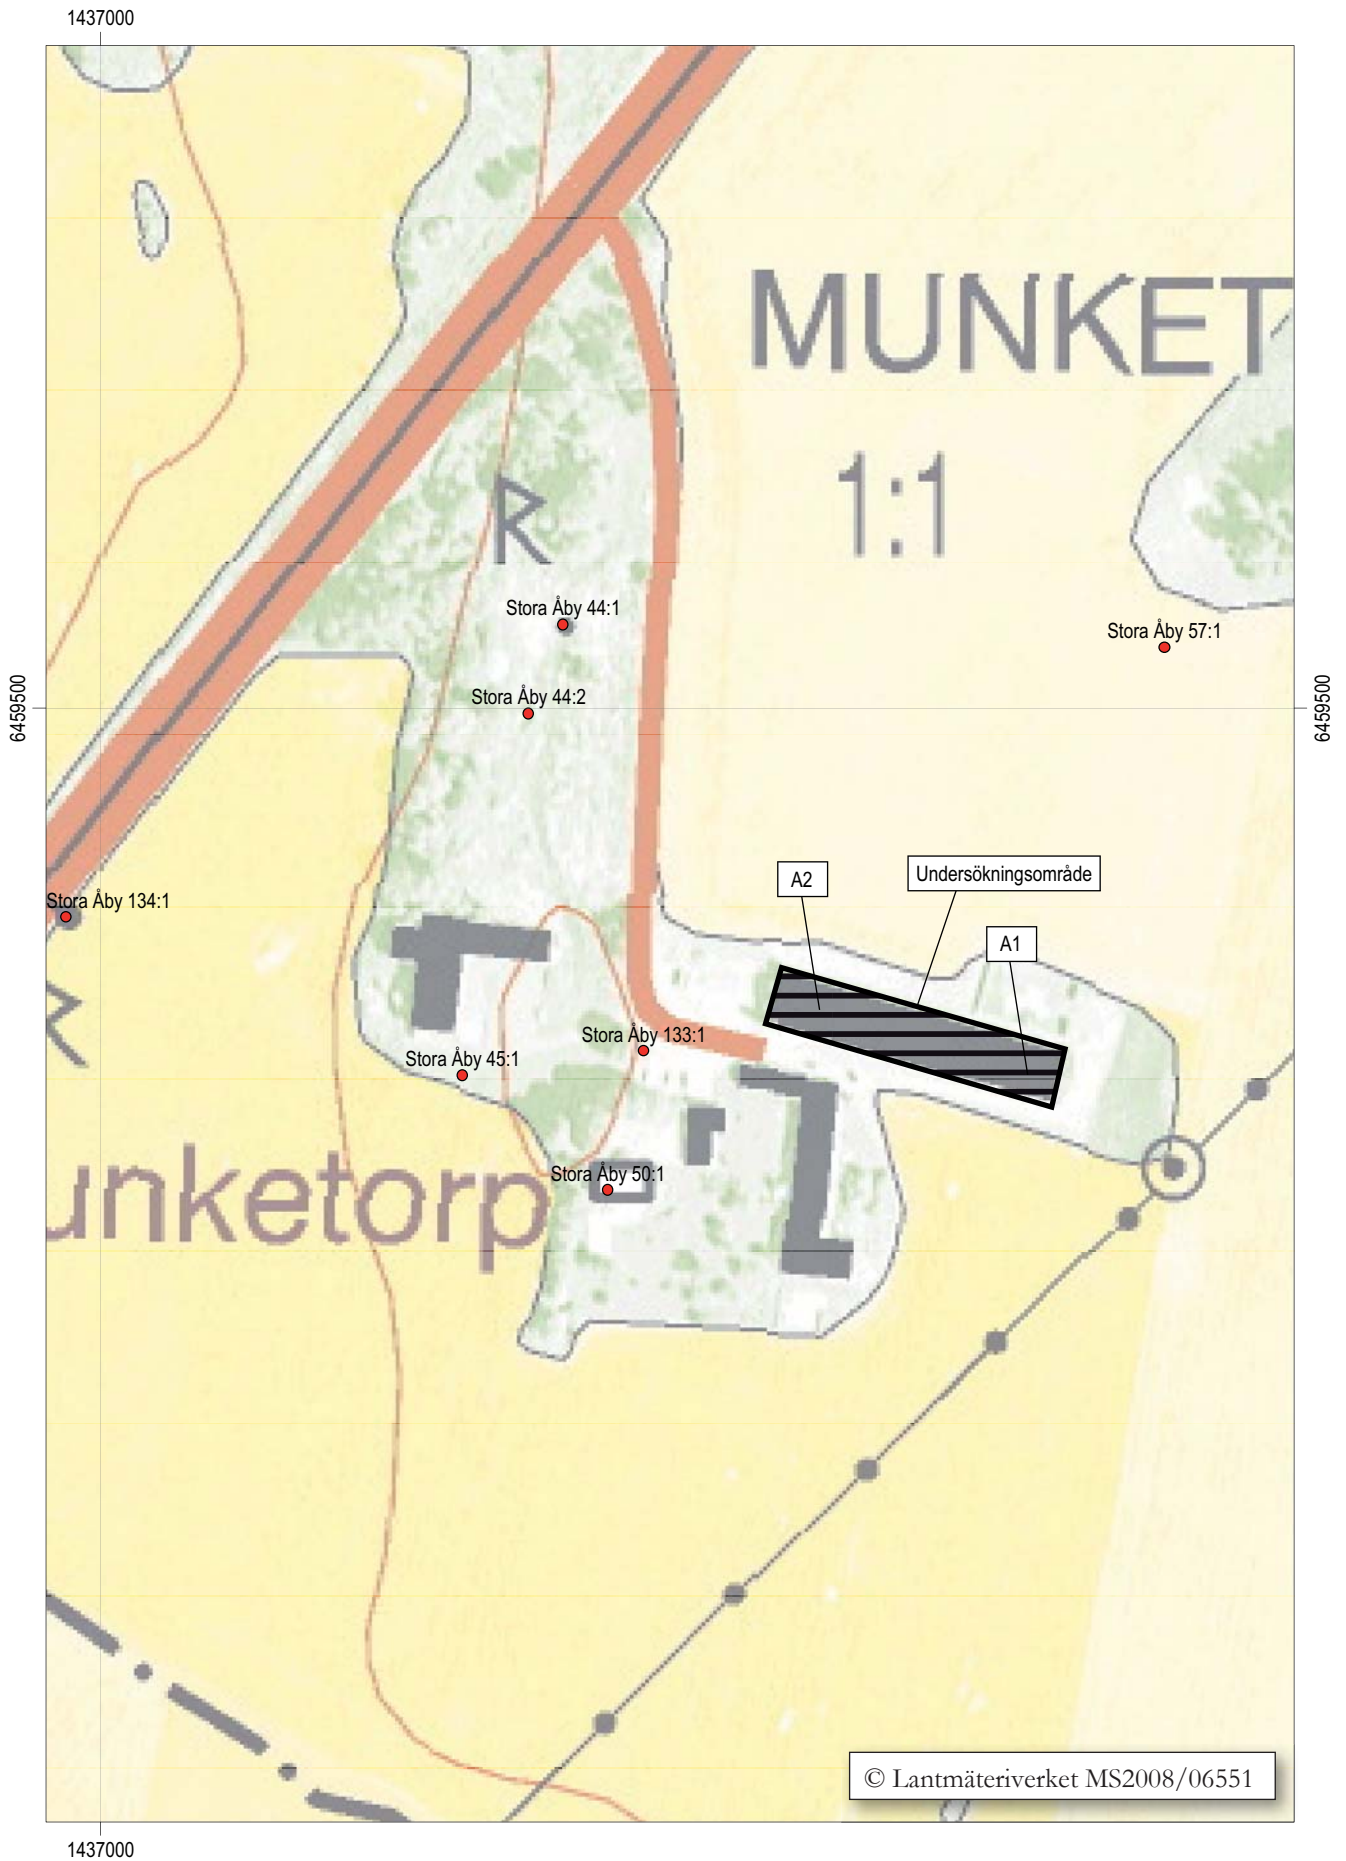 1437000
MUNKET
1:1
R
Stora Åby 44:1
Stora Åby 57:1
Stora Åby 44:2
6459500
6459500
A2
Undersökningsområde
Stora Åby 134:1
A1
R
Stora Åby 133:1
Stora Åby 45:1
unketorp
Stora Åby 50:1
© Lantmäteriverket MS2008/06551
1437000